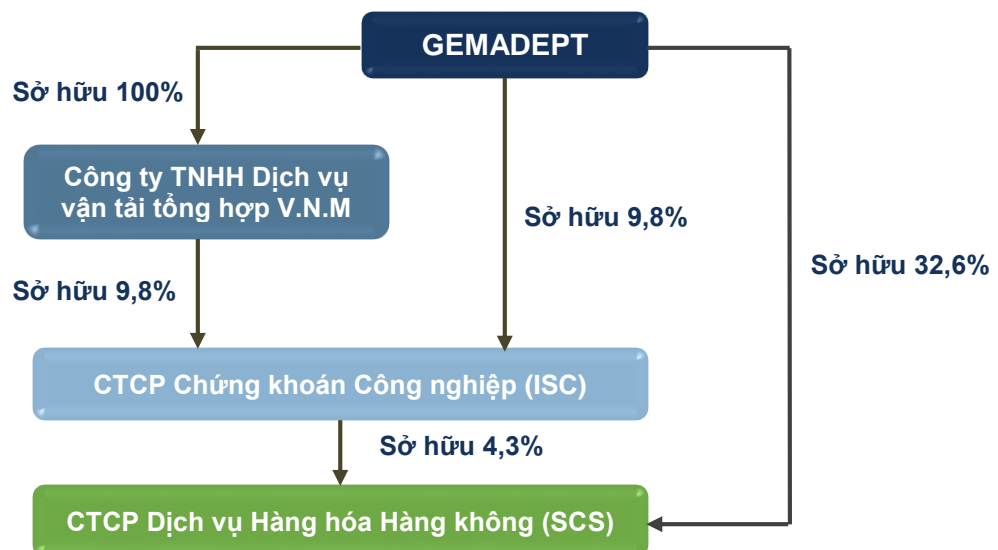 GEMADEPT
Sở hữu 100%
Công ty TNHH Dịch vụ
vận tải tổng hợp V.N.M
Sở hữu 9,8%
Sở hữu 32,6%
Sở hữu 9,8%
CTCP Chứng khoán Công nghiệp (ISC)
Sở hữu 4,3%
CTCP Dịch vụ Hàng hóa Hàng không (SCS)